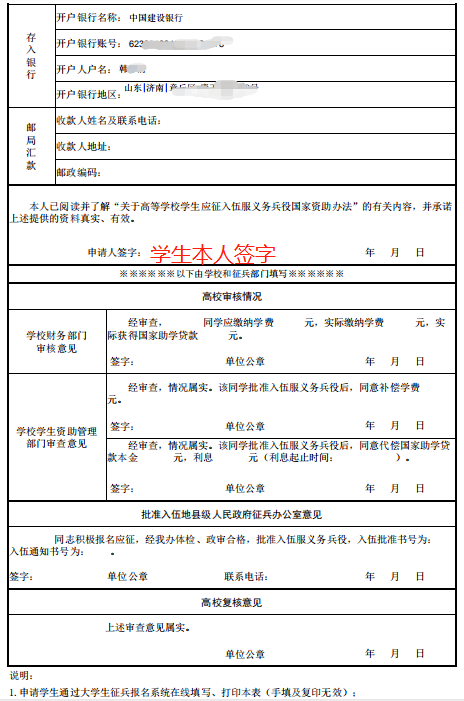 存入银行
开户银行名称：中国建设银行
开户银行账号：
开户人户名：韩
开户银行地区：山东|济南|章丘区
邮局汇款
收款人姓名及联系电话：
收款人地址：
邮政编码：
本人已阅读并了解“关于高等学校学生应征入伍服义务兵役国家资助办法”的有关内容，并承诺
上述提供的资料真实、有效。
申请人签字：学生本人签字 年 月 日
※※※※※※以下由学校和征兵部门填写※※※※※※
高校审核情况
学校财务部门
审核意见
经审查， 同学应缴纳学费 元，实际缴纳学费 元，实
际获得国家助学贷款 元。
签字： 单位公章 年 月 日
学校学生资助管理
部门审查意见
经审查，情况属实。该同学批准入伍服义务兵役后，同意补偿学费
元。
签字： 单位公章 年 月 日
经审查，情况属实。该同学批准入伍服义务兵役后，同意代偿国家助学贷
款本金 元，利息 元（利息起止时间： ）。
签字： 单位公章 年 月 日
批准入伍地县级人民政府征兵办公室意见
同志积极报名应征，经我办体检、政审合格，批准入伍服义务兵役，入伍批准书号为：
入伍通知书号为： 。
签字： 单位公章 联系电话： 年 月 日
高校复核意见
上述审查意见属实。
单位公章 年 月 日
说明：
1.申请学生通过大学生征兵报名系统在线填写、打印本表（手填及复印无效）；